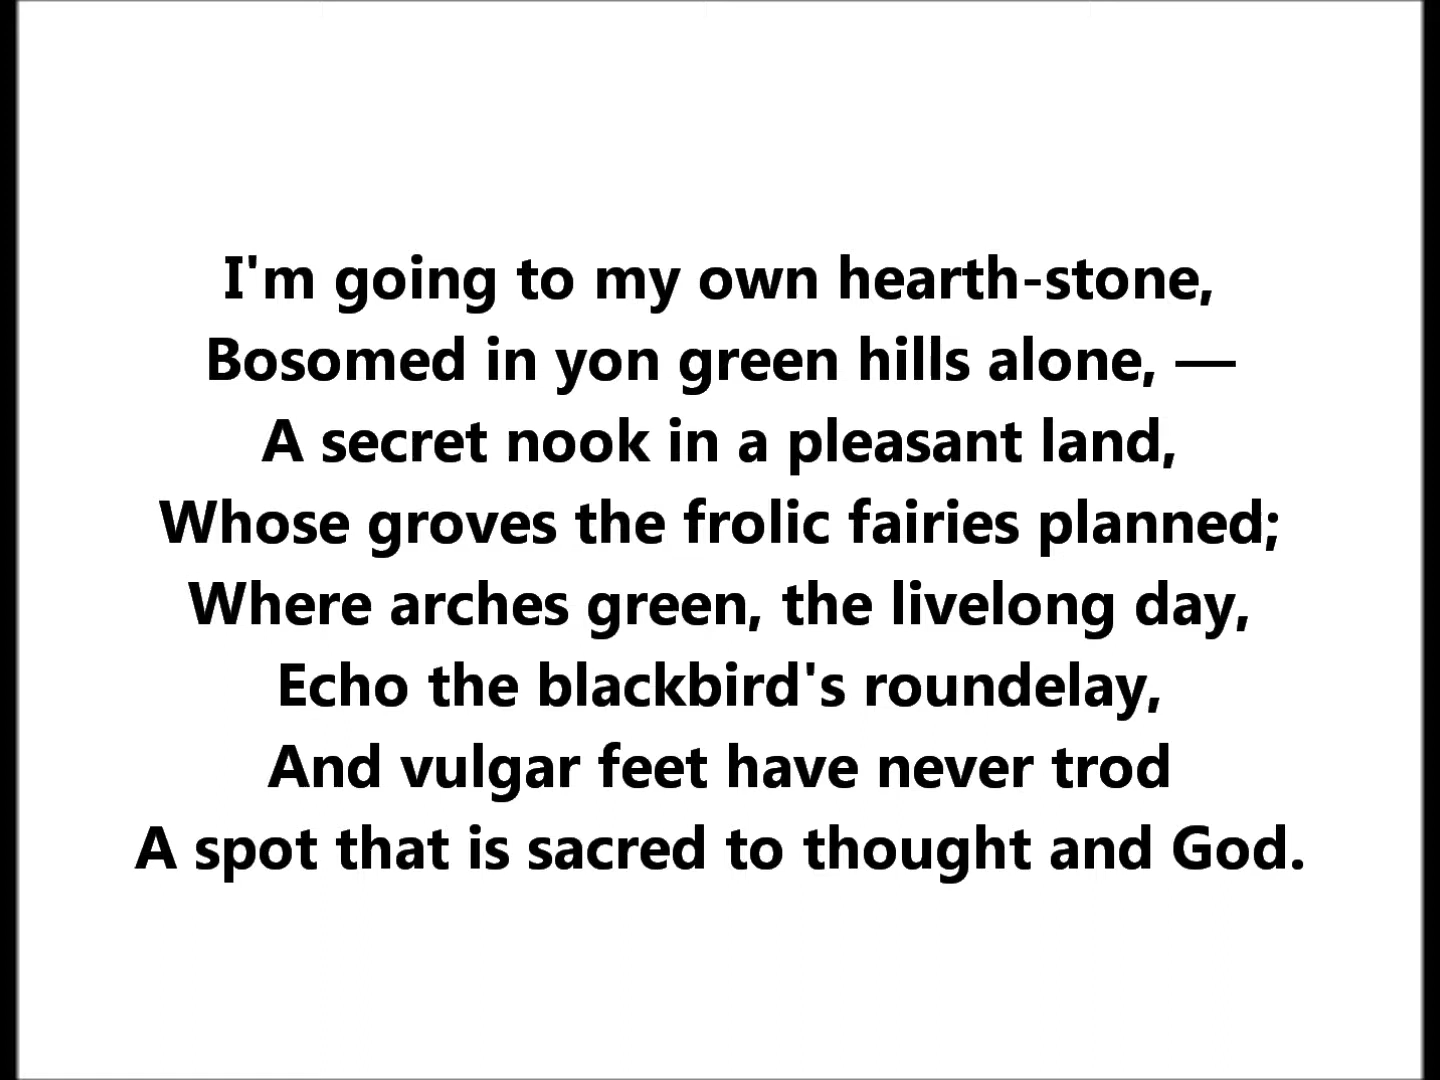 I'm going to my own hearth-stone,
Bosomed in yon green hills alone, —
A secret nook in a pleasant land,
Whose groves the frolic fairies planned;
Where arches green, the livelong day,
Echo the blackbird's roundelay,
And vulgar feet have never trod
A spot that is sacred to thought and God.